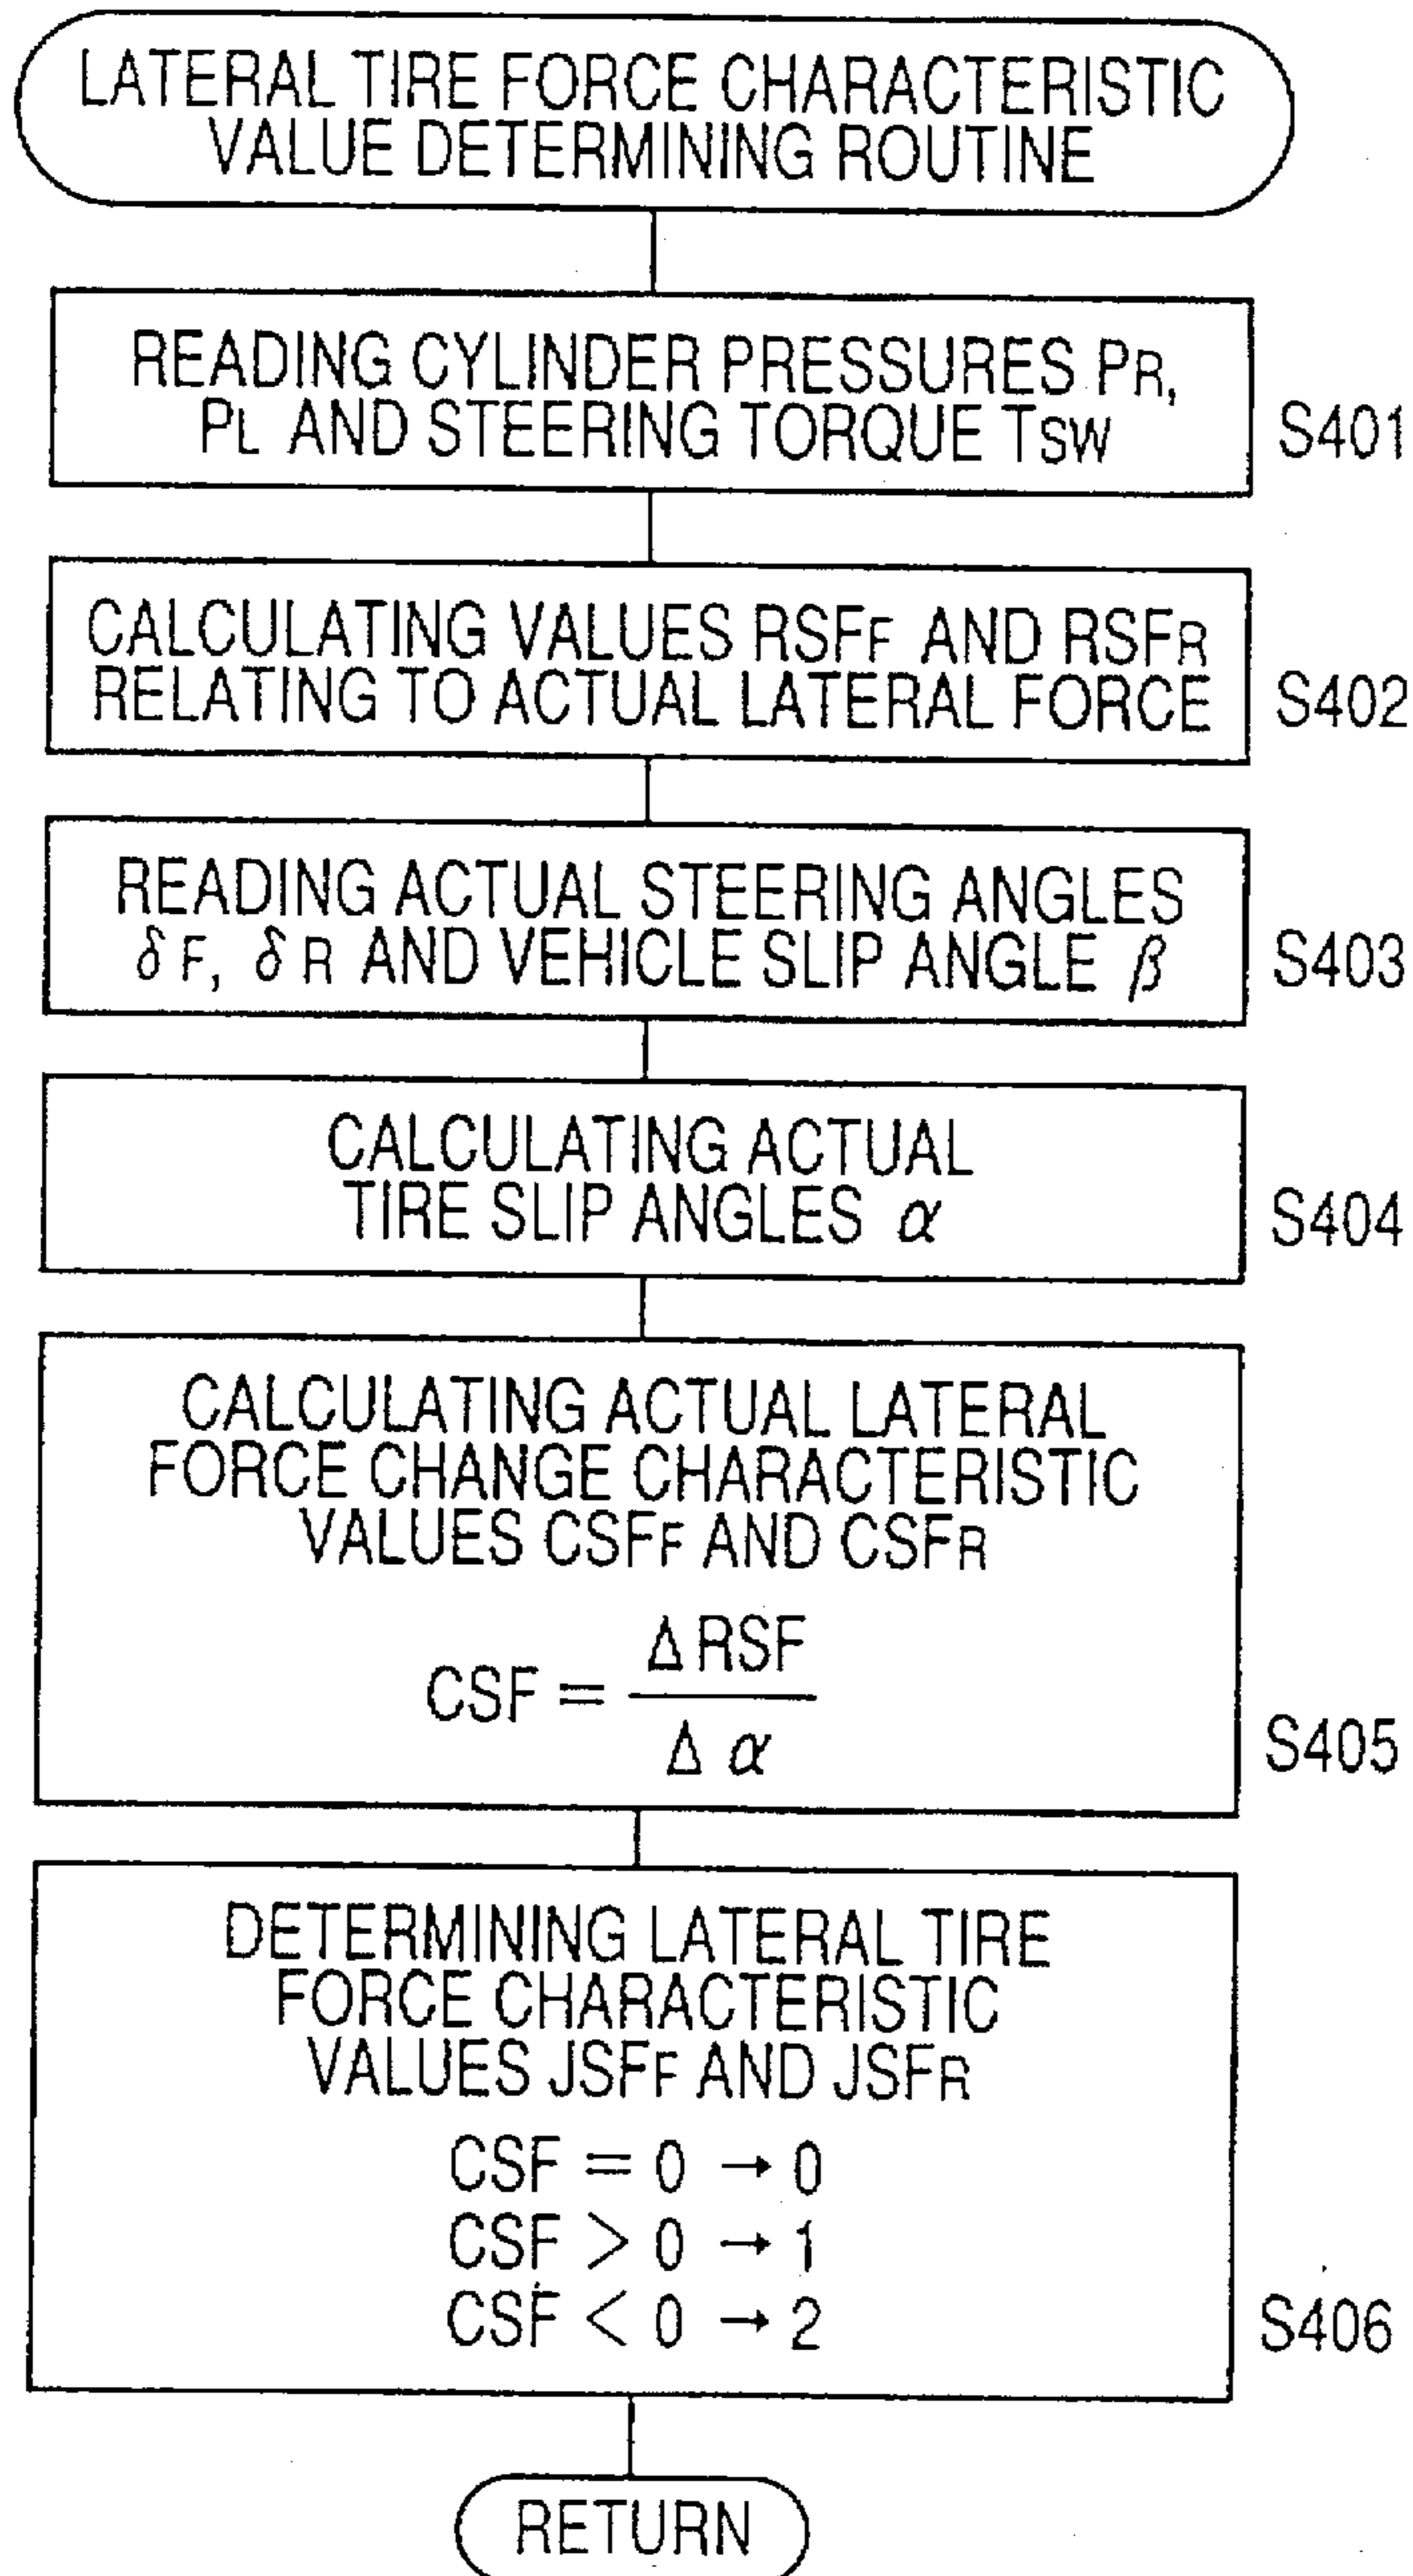 LATERAL TIRE FORCE CHARACTERISTIC
VALUE DETERMINING ROUTINE
READING CYLINDER PRESSURES PR,
PL AND STEERING TORQUE TSW
S401
CALCULATING VALUES RSFF AND RSFR
RELATING TO ACTUAL LATERAL FORCE
S402
READING ACTUAL STEERING ANGLES
δF, δR AND VEHICLE SLIP ANGLE β
S403
CALCULATING ACTUAL
TIRE SLIP ANGLES α
S404
CALCULATING ACTUAL LATERAL
FORCE CHANGE CHARACTERISTIC
VALUES CSFF AND CSFR
CSF = ΔRSF / Δα
S405
DETERMINING LATERAL TIRE
FORCE CHARACTERISTIC
VALUES JSFF AND JSFR
CSF = 0 → 0
CSF > 0 → 1
CSF < 0 → 2
S406
RETURN